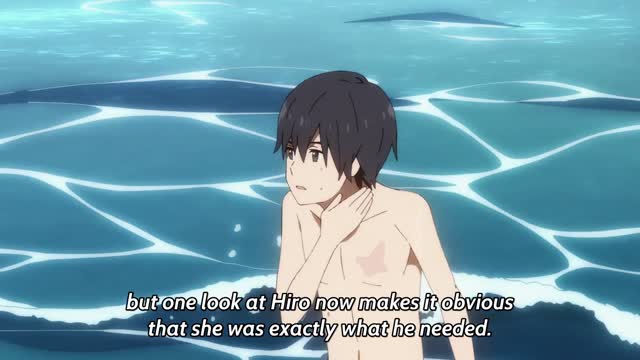 but one look at Hiro now makes it obvious
that she was exactly what he needed.